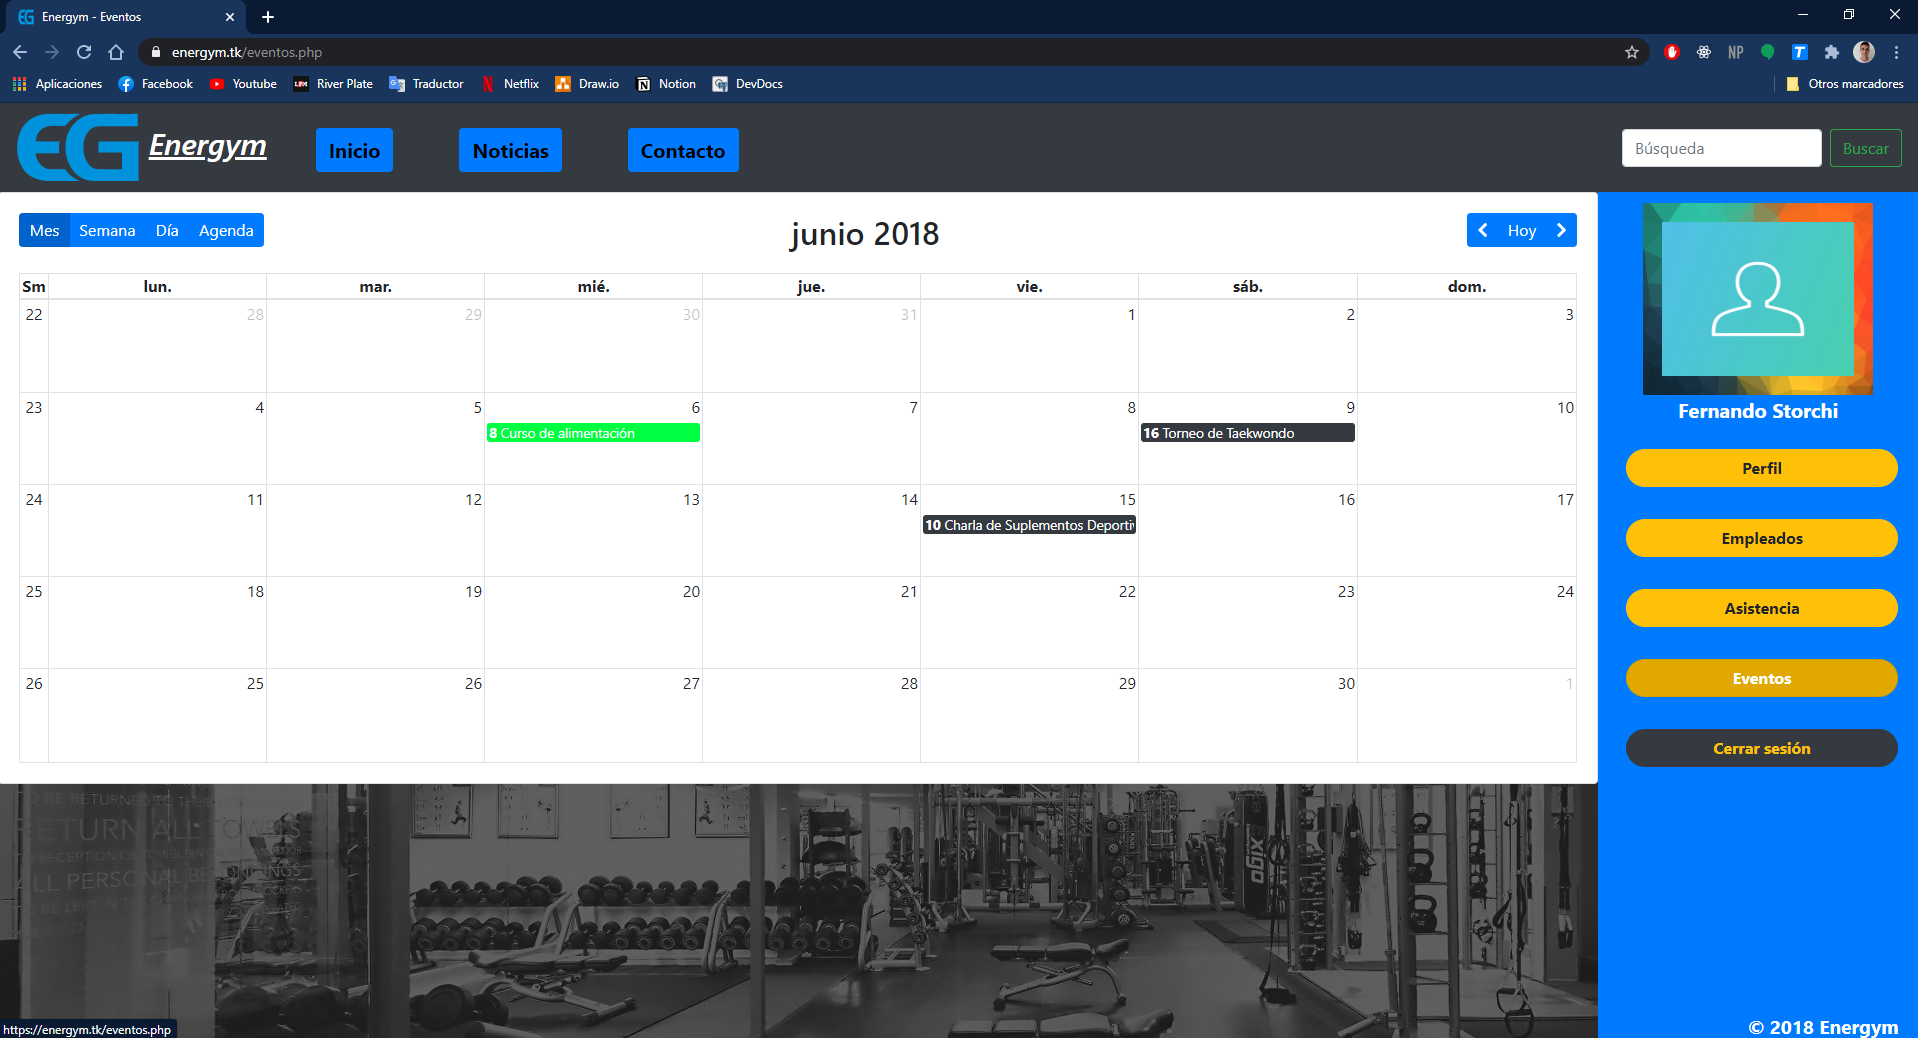 Energym - Eventos
energym.tk/eventos.php
Aplicaciones Facebook Youtube River Plate Traductor Netflix Draw.io Notion DevDocs Otros marcadores
EG Energym Inicio Noticias Contacto Búsqueda Buscar
Mes Semana Día Agenda
junio 2018
Hoy
Sm lun. mar. mié. jue. vie. sáb. dom.
22 28 29 30 31 1 2 3
23 4 5 6 7 8 9 10
8 Curso de alimentación
16 Torneo de Taekwondo
24 11 12 13 14 15 16 17
10 Charla de Suplementos Deporti
25 18 19 20 21 22 23 24
26 25 26 27 28 29 30 1
Fernando Storchi
Perfil
Empleados
Asistencia
Eventos
Cerrar sesión
RETURN ALL TOWELS
https://energym.tk/eventos.php
© 2018 Energym